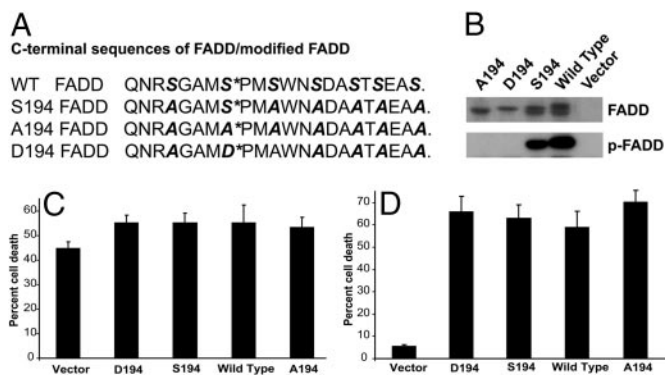 A
C-terminal sequences of FADD/modified FADD
WT FADD QNRSGAMS*PMSWNSDASTSEAS.
S194 FADD QNRAGAMS*PMAWNADAATAEAA.
A194 FADD QNRAGAMA*PMAWNADAATAEAA.
D194 FADD QNRAGAMD*PMAWNADAATAEAA.
B
A194 D194 S194 Wild Type Vector
FADD
p-FADD
C
Percent cell death
60
50
40
30
20
10
0
Vector D194 S194 Wild Type A194
D
Percent cell death
70
60
50
40
30
20
10
0
Vector D194 S194 Wild Type A194